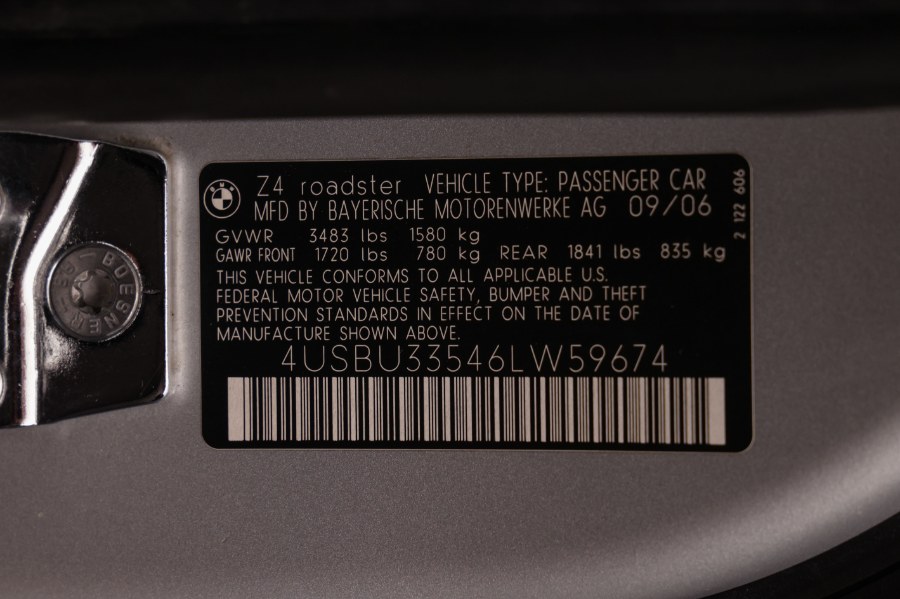 BMW
Z4 roadster VEHICLE TYPE: PASSENGER CAR
MFD BY BAYERISCHE MOTORENWERKE AG 09/06
GVWR 3483 lbs 1580 kg
GAWR FRONT 1720 lbs 780 kg REAR 1841 lbs 835 kg
THIS VEHICLE CONFORMS TO ALL APPLICABLE U.S.
FEDERAL MOTOR VEHICLE SAFETY, BUMPER AND THEFT
PREVENTION STANDARDS IN EFFECT ON THE DATE OF
MANUFACTURE SHOWN ABOVE.
4USBU33546LW59674
2 122 606
BOESNER